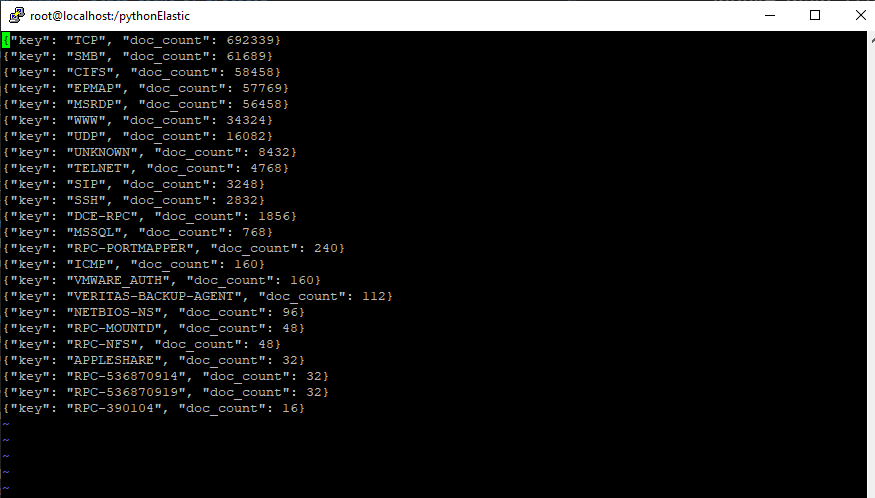 root@localhost:/pythonElastic
{"key": "TCP", "doc_count": 692339}
{"key": "SMB", "doc_count": 61689}
{"key": "CIFS", "doc_count": 58458}
{"key": "EPMAP", "doc_count": 57769}
{"key": "MSRDP", "doc_count": 56458}
{"key": "WWW", "doc_count": 34324}
{"key": "UDP", "doc_count": 16082}
{"key": "UNKNOWN", "doc_count": 8432}
{"key": "TELNET", "doc_count": 4768}
{"key": "SIP", "doc_count": 3248}
{"key": "SSH", "doc_count": 2832}
{"key": "DCE-RPC", "doc_count": 1856}
{"key": "MSSQL", "doc_count": 768}
{"key": "RPC-PORTMAPPER", "doc_count": 240}
{"key": "ICMP", "doc_count": 160}
{"key": "VMWARE_AUTH", "doc_count": 160}
{"key": "VERITAS-BACKUP-AGENT", "doc_count": 112}
{"key": "NETBIOS-NS", "doc_count": 96}
{"key": "RPC-MOUNTD", "doc_count": 48}
{"key": "RPC-NFS", "doc_count": 48}
{"key": "APPLESHARE", "doc_count": 32}
{"key": "RPC-536870914", "doc_count": 32}
{"key": "RPC-536870919", "doc_count": 32}
{"key": "RPC-390104", "doc_count": 16}
~
~
~
~
~